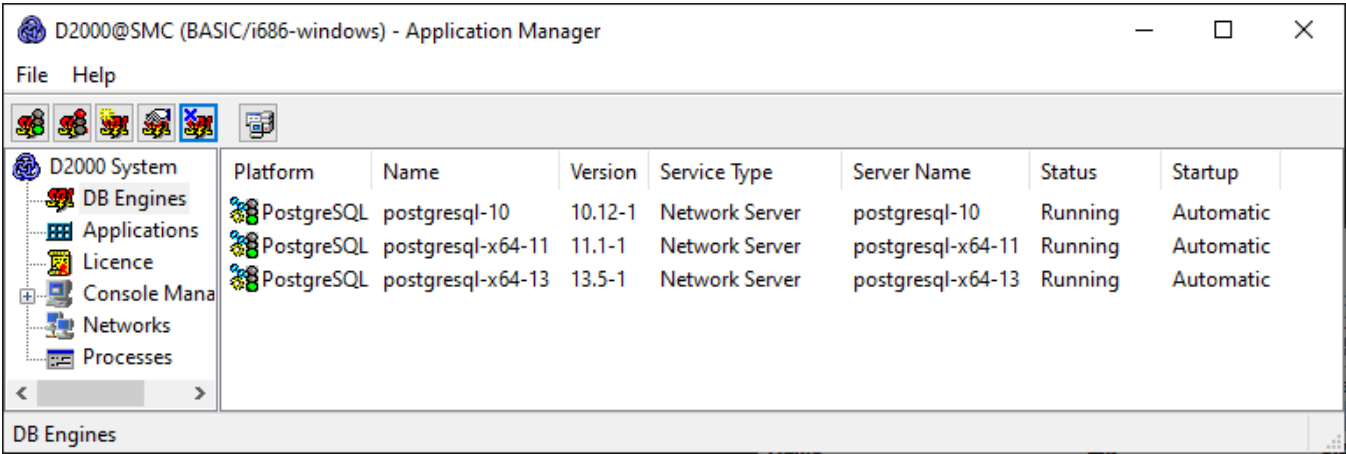 D2000@SMC (BASIC/i686-windows) - Application Manager
File Help
D2000 System
DB Engines
Applications
Licence
Console Mana
Networks
Processes
Platform Name Version Service Type Server Name Status Startup
PostgreSQL postgresql-10 10.12-1 Network Server postgresql-10 Running Automatic
PostgreSQL postgresql-x64-11 11.1-1 Network Server postgresql-x64-11 Running Automatic
PostgreSQL postgresql-x64-13 13.5-1 Network Server postgresql-x64-13 Running Automatic
DB Engines